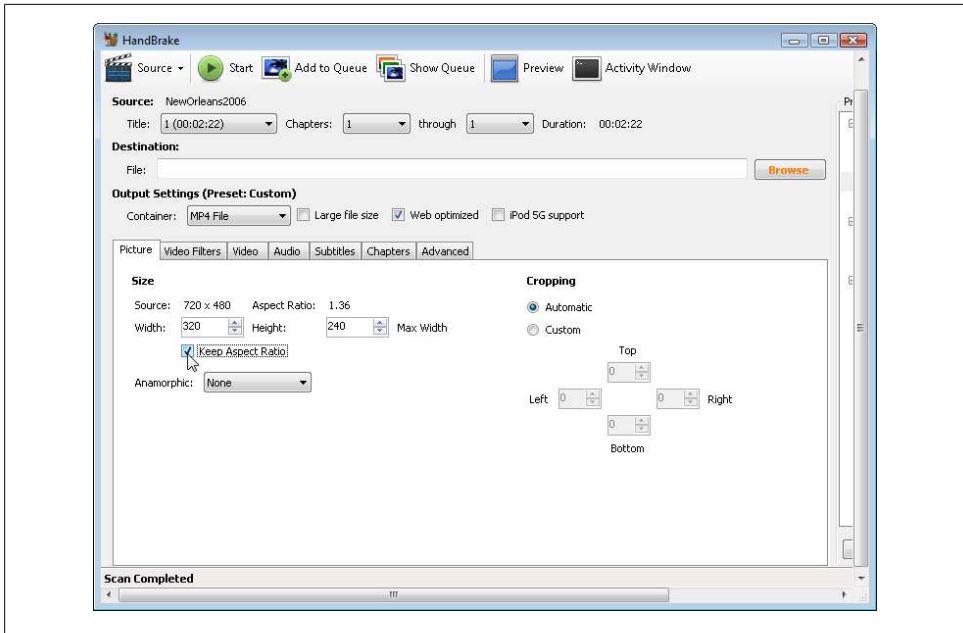 HandBrake
Source Start Add to Queue Show Queue Preview Activity Window
Source: NewOrleans2006
Title: 1 (00:02:22) Chapters: 1 through 1 Duration: 00:02:22
Destination:
File: Browse
Output Settings (Preset: Custom)
Container: MP4 File Large file size Web optimized iPod 5G support
Picture Video Filters Video Audio Subtitles Chapters Advanced
Size Cropping
Source: 720 x 480 Aspect Ratio: 1.36 Automatic
Width: 320 Height: 240 Max Width Custom
Keep Aspect Ratio Top
0
Anamorphic: None
Left 0 0 Right
0
Bottom
Scan Completed